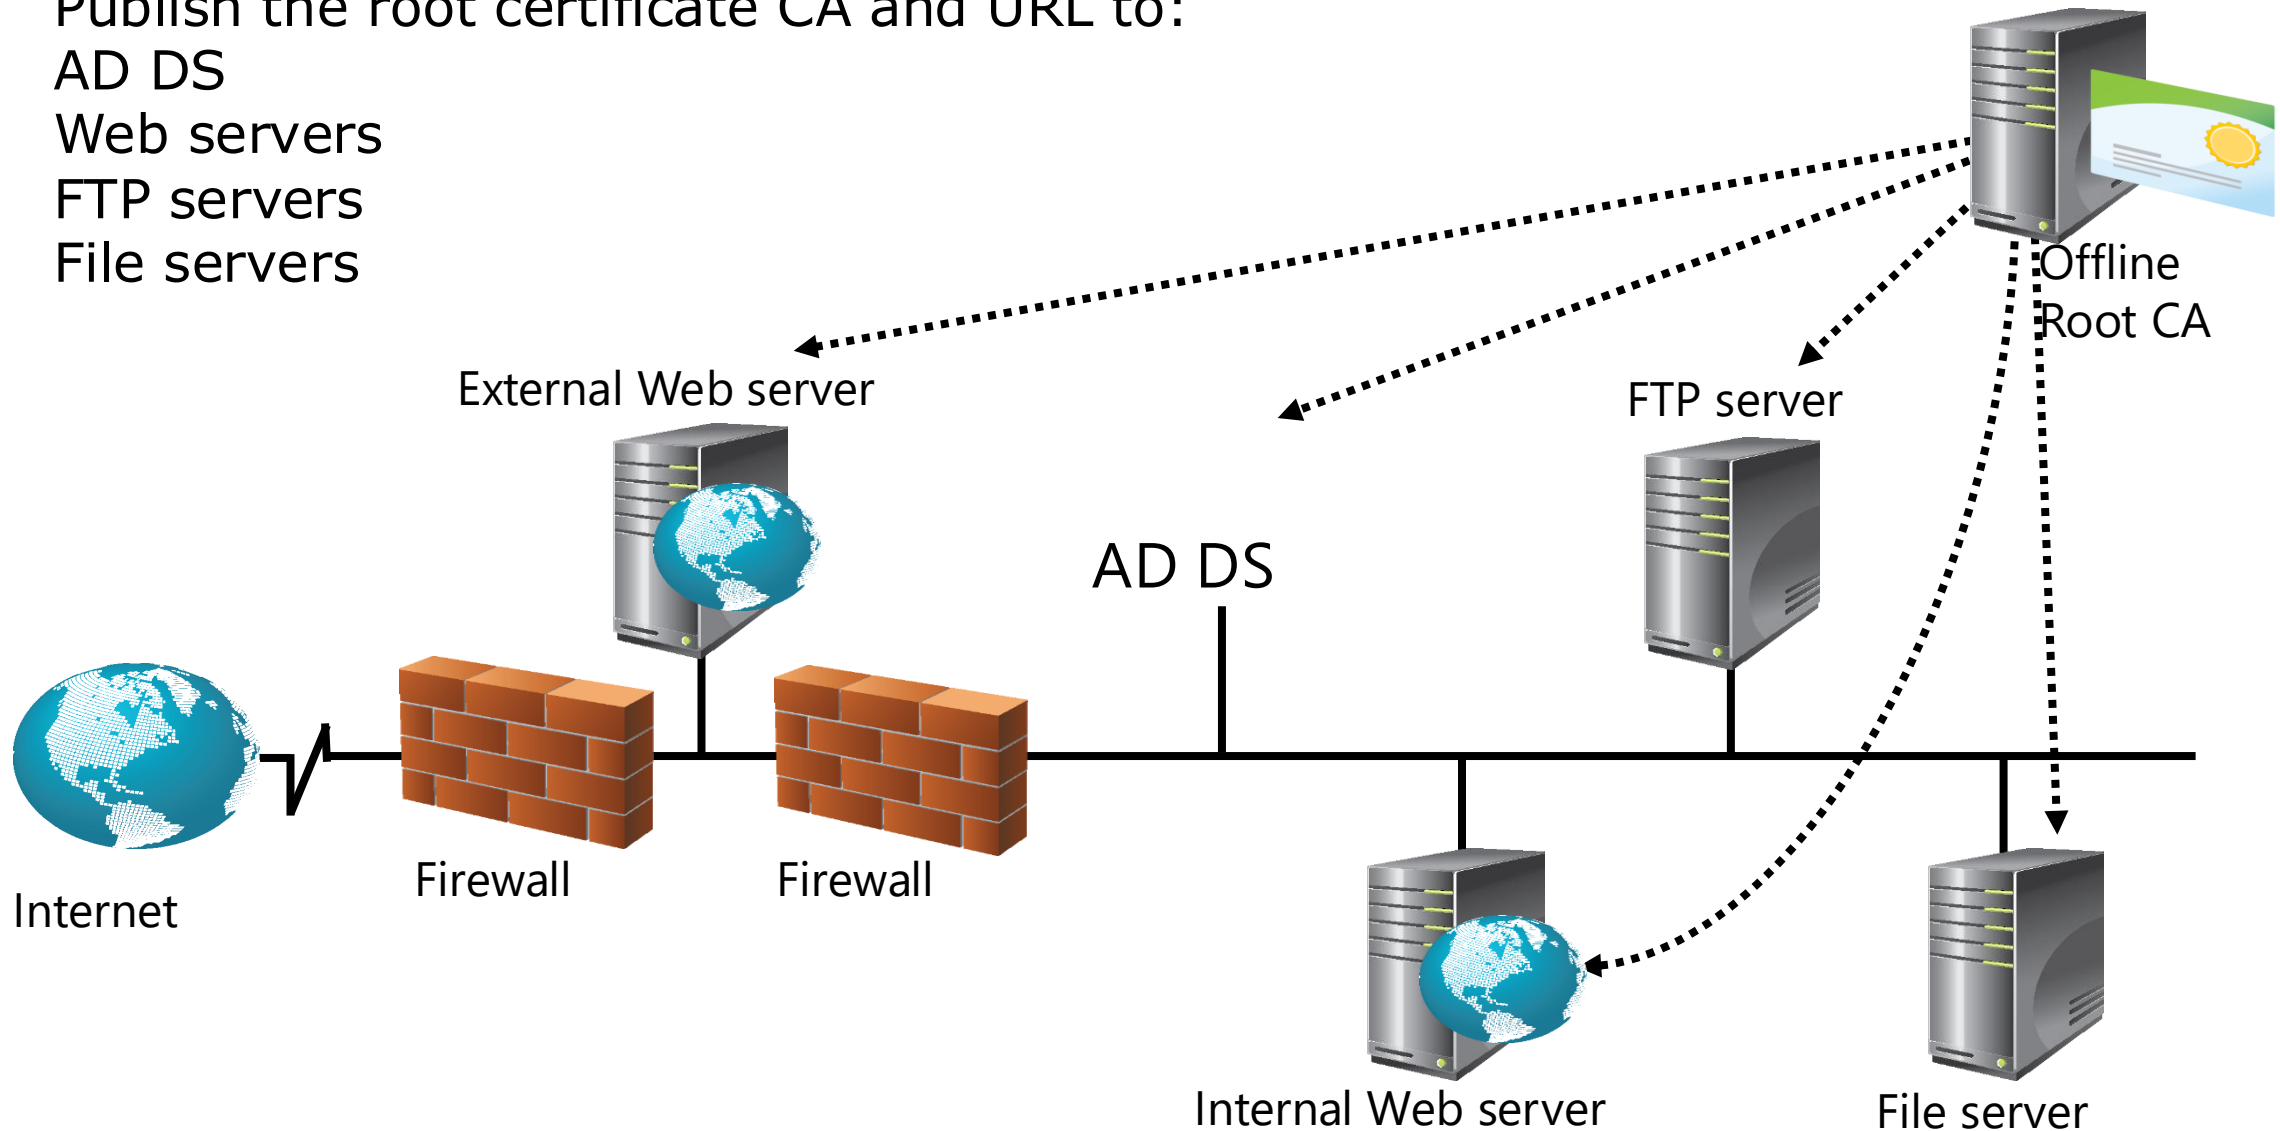 Publish the root certificate CA and URL to:
AD DS
Web servers
FTP servers
File servers
Offline
Root CA
External Web server
FTP server
AD DS
Firewall
Firewall
Internet
Internal Web server
File server